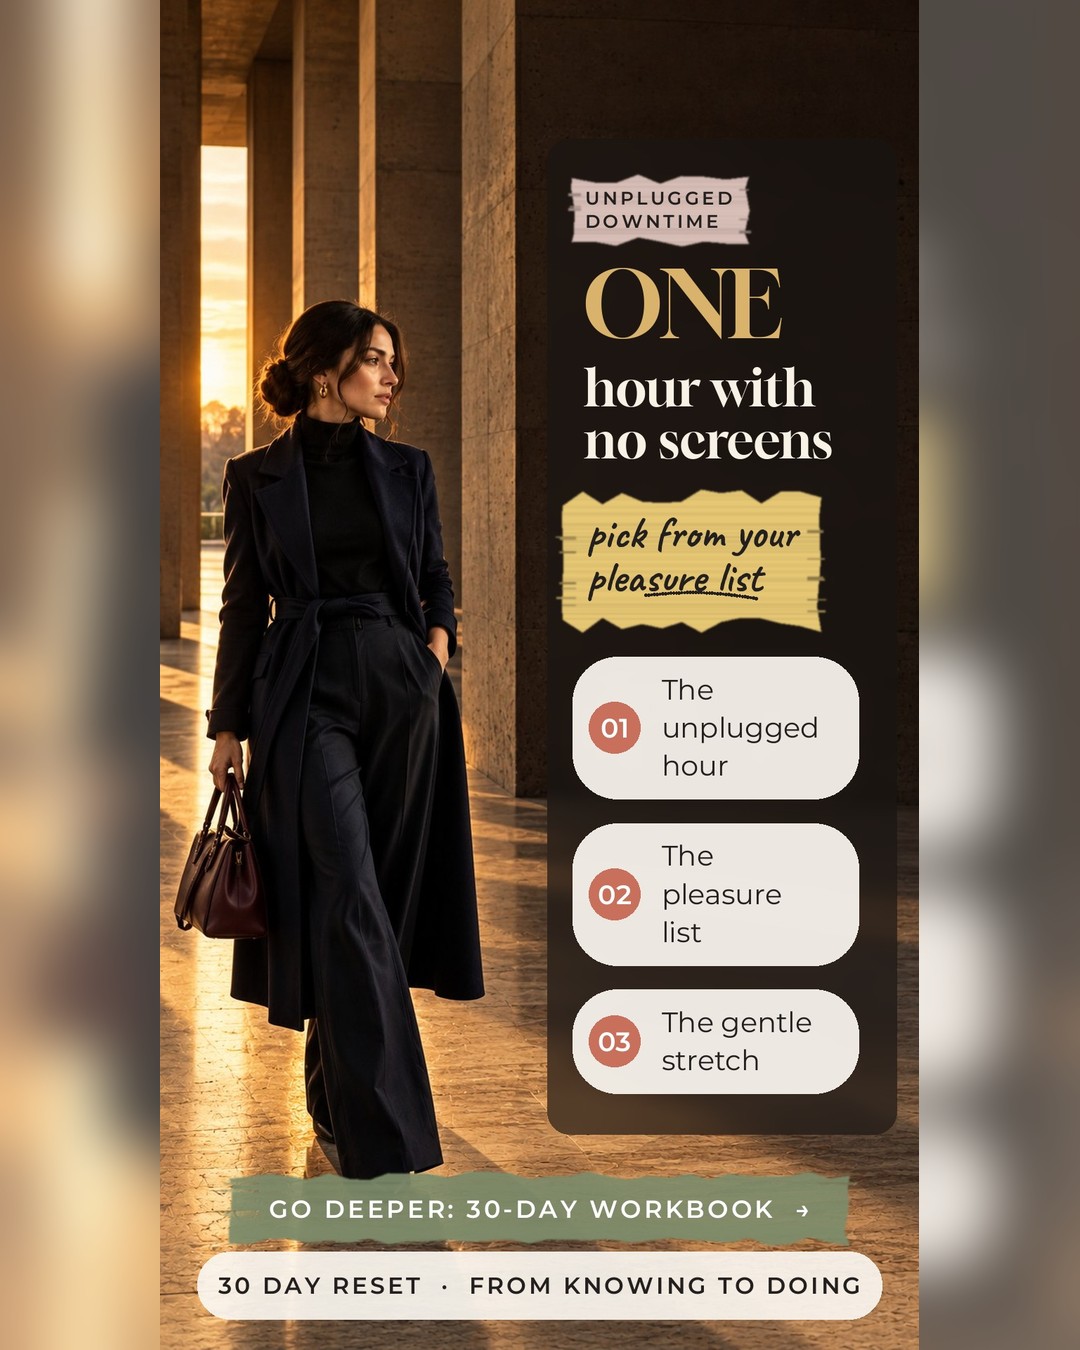 UNPLUGGED
DOWNTIME
ONE
hour with
no screens
pick from your
pleasure list
01 The
unplugged
hour
02 The
pleasure
list
03 The gentle
stretch
GO DEEPER: 30-DAY WORKBOOK →
30 DAY RESET · FROM KNOWING TO DOING